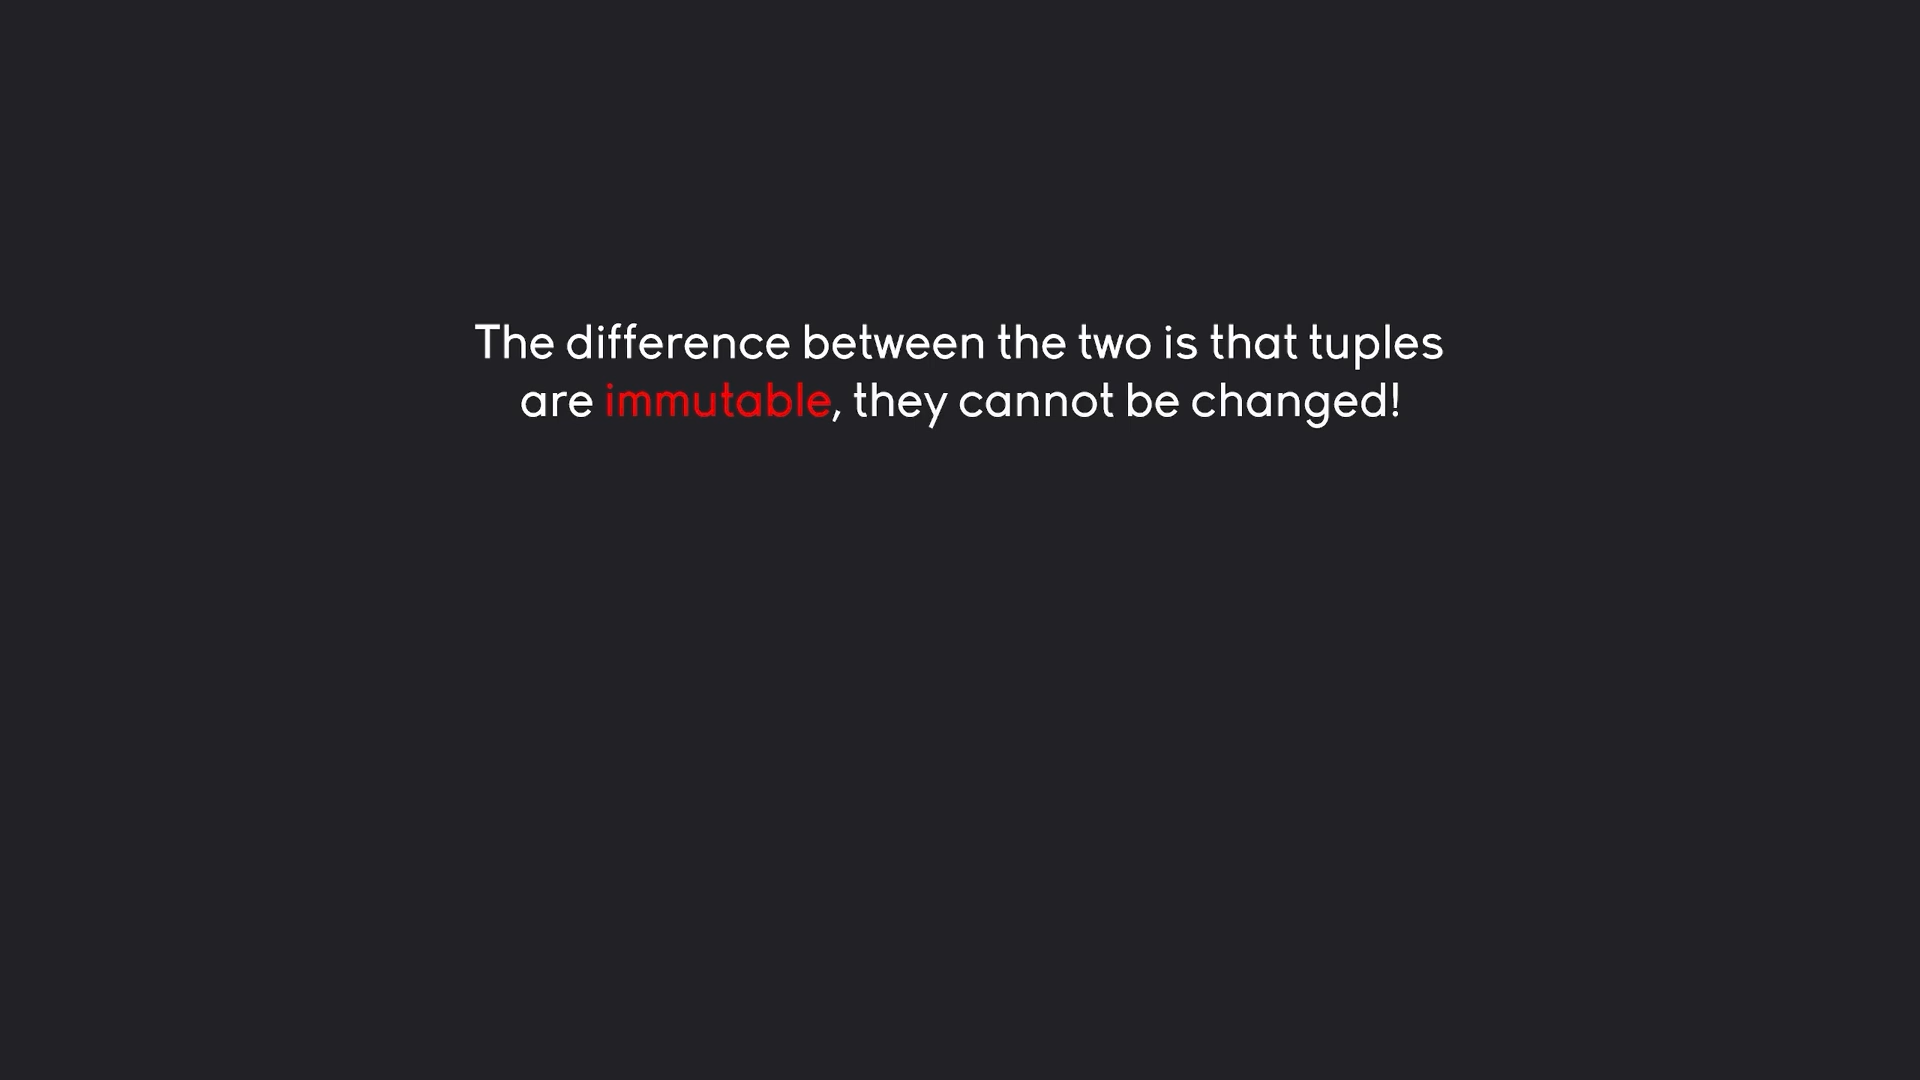 The difference between the two is that tuples
are immutable, they cannot be changed!